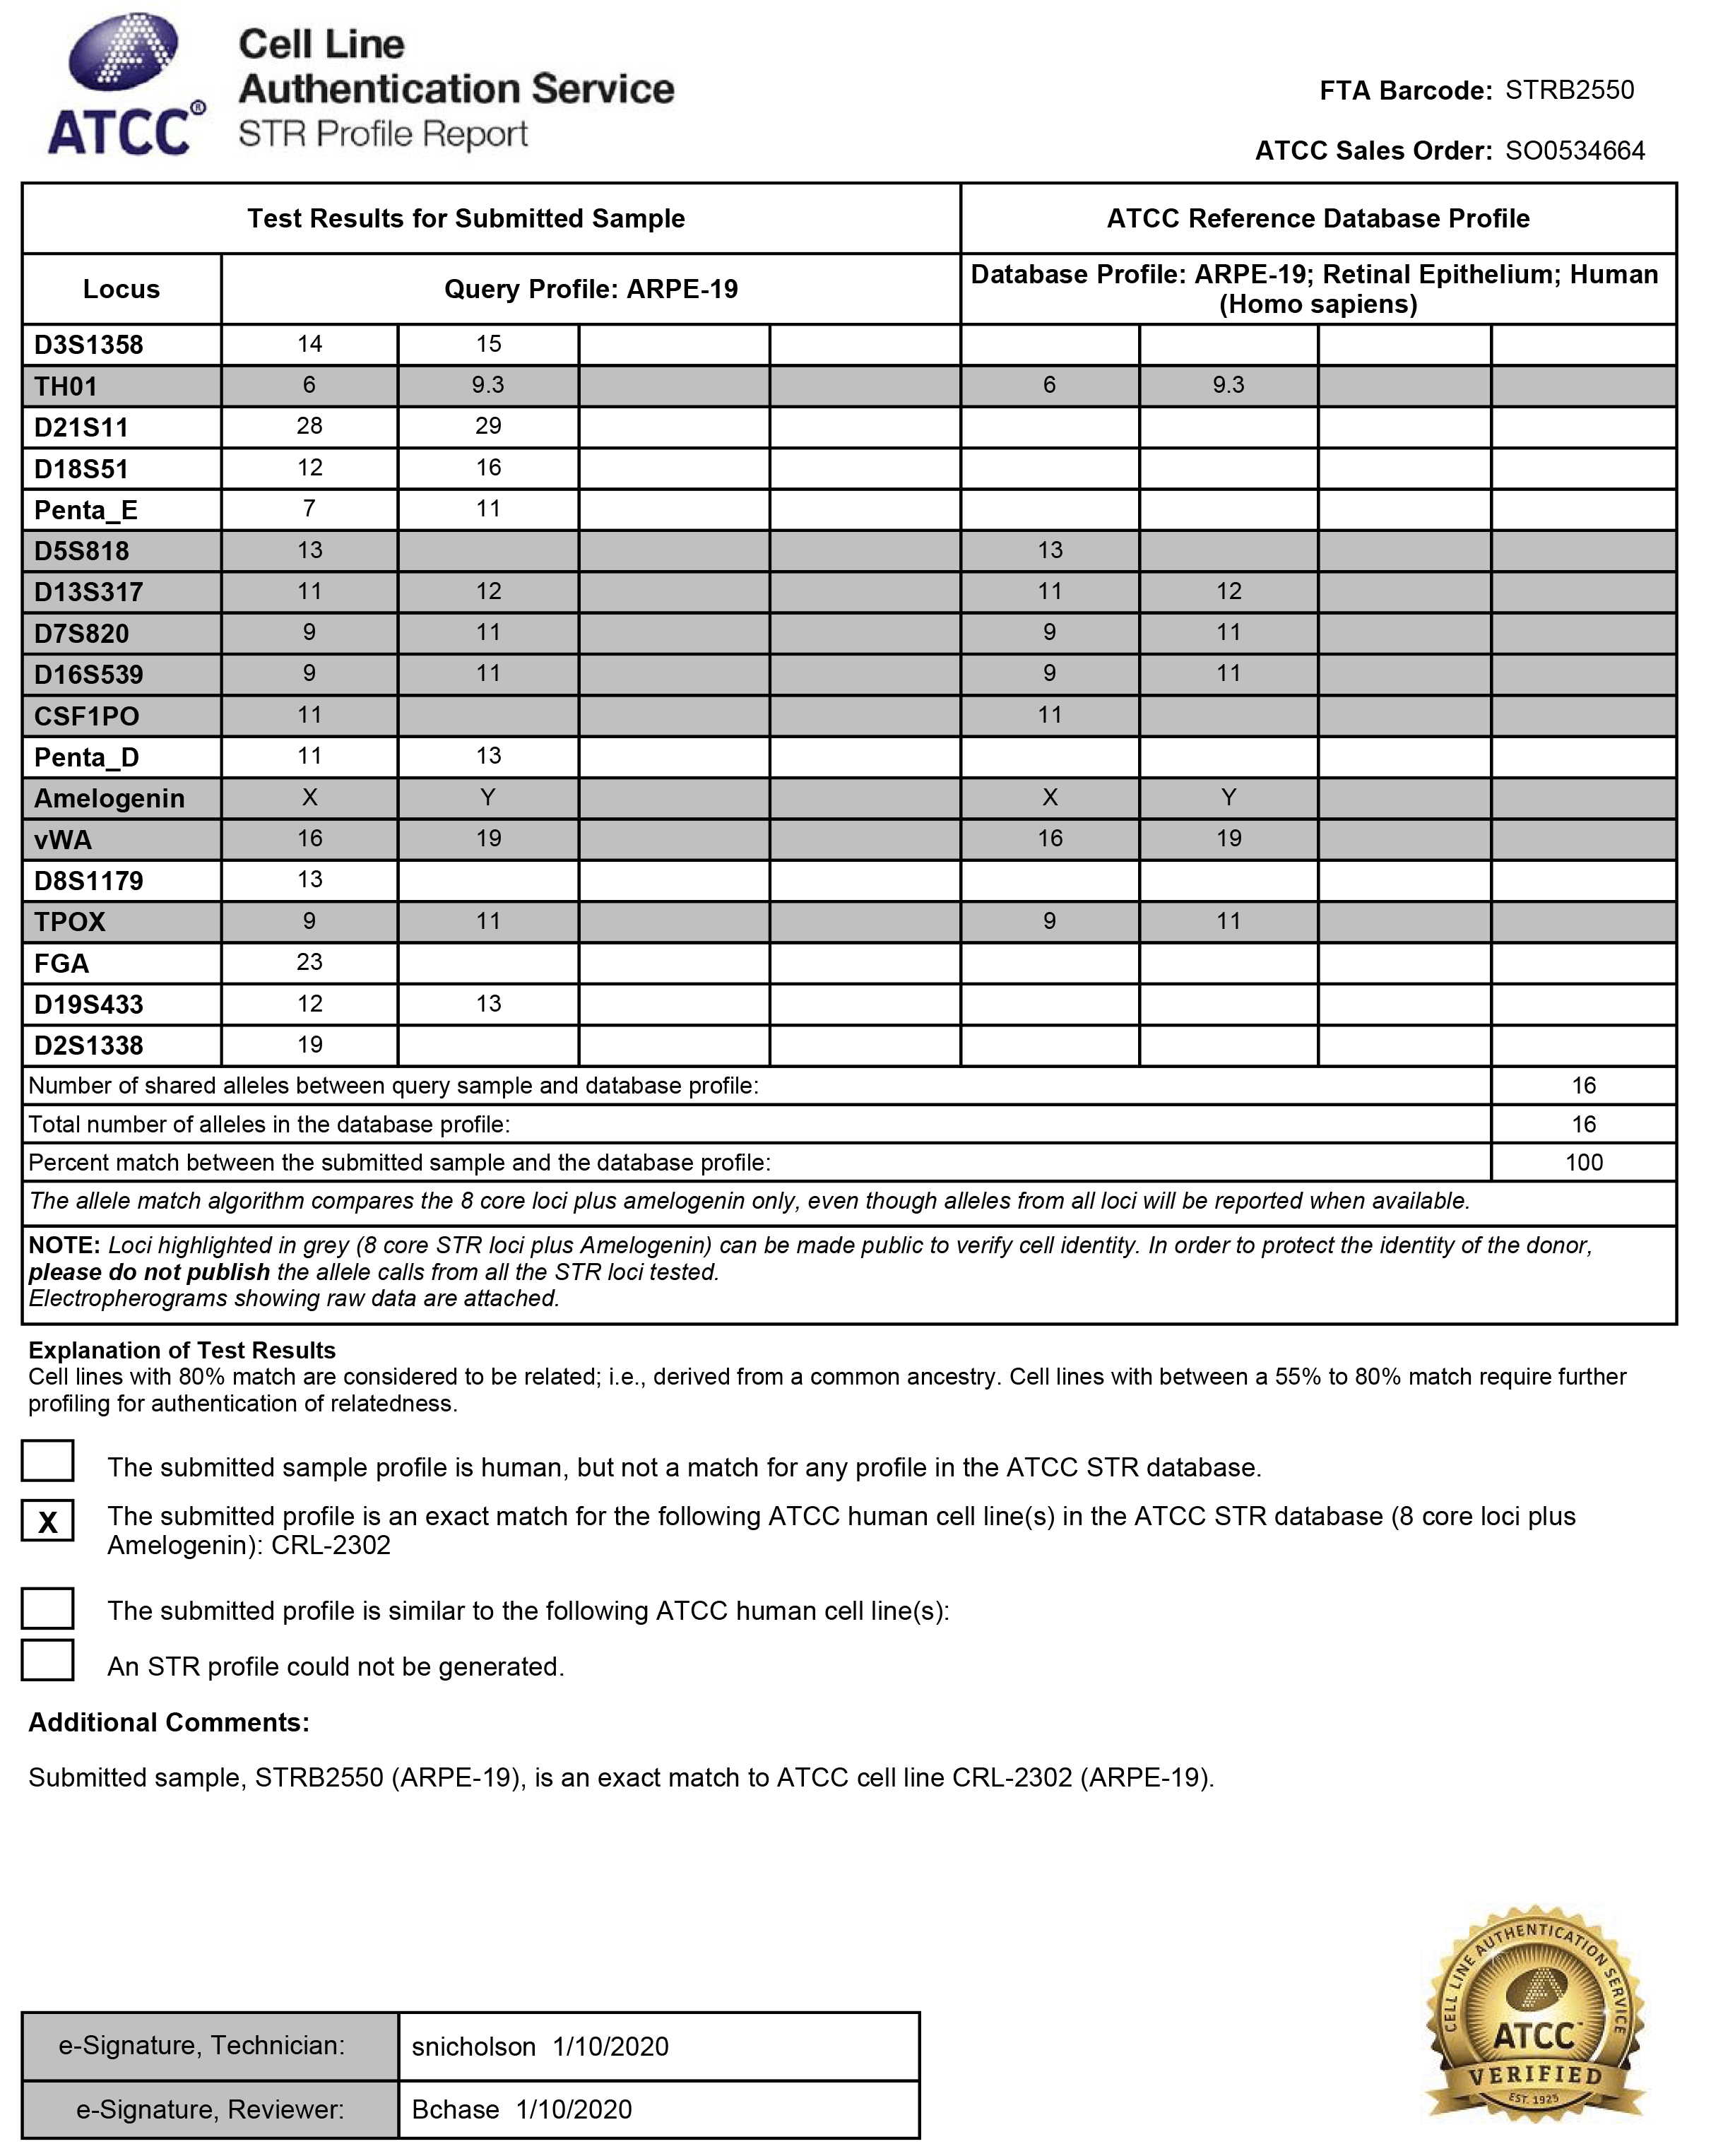 ATCC®
Cell Line
Authentication Service
STR Profile Report
FTA Barcode: STRB2550
ATCC Sales Order: SO0534664
Test Results for Submitted Sample ATCC Reference Database Profile
Locus Query Profile: ARPE-19 Database Profile: ARPE-19; Retinal Epithelium; Human
(Homo sapiens)
D3S1358 14 15
TH01 6 9.3 6 9.3
D21S11 28 29
D18S51 12 16
Penta_E 7 11
D5S818 13 13
D13S317 11 12 11 12
D7S820 9 11 9 11
D16S539 9 11 9 11
CSF1PO 11 11
Penta_D 11 13
Amelogenin X Y X Y
vWA 16 19 16 19
D8S1179 13
TPOX 9 11 9 11
FGA 23
D19S433 12 13
D2S1338 19
Number of shared alleles between query sample and database profile: 16
Total number of alleles in the database profile: 16
Percent match between the submitted sample and the database profile: 100
The allele match algorithm compares the 8 core loci plus amelogenin only, even though alleles from all loci will be reported when available.
NOTE: Loci highlighted in grey (8 core STR loci plus Amelogenin) can be made public to verify cell identity. In order to protect the identity of the donor,
please do not publish the allele calls from all the STR loci tested.
Electropherograms showing raw data are attached.
Explanation of Test Results
Cell lines with 80% match are considered to be related; i.e., derived from a common ancestry. Cell lines with between a 55% to 80% match require further
profiling for authentication of relatedness.
The submitted sample profile is human, but not a match for any profile in the ATCC STR database.
X The submitted profile is an exact match for the following ATCC human cell line(s) in the ATCC STR database (8 core loci plus
Amelogenin): CRL-2302
The submitted profile is similar to the following ATCC human cell line(s):
An STR profile could not be generated.
Additional Comments:
Submitted sample, STRB2550 (ARPE-19), is an exact match to ATCC cell line CRL-2302 (ARPE-19).
e-Signature, Technician: snicholson 1/10/2020
e-Signature, Reviewer: Bchase 1/10/2020
CELL LINE AUTHENTICATION SERVICE
ATCC™
VERIFIED
EST. 1925